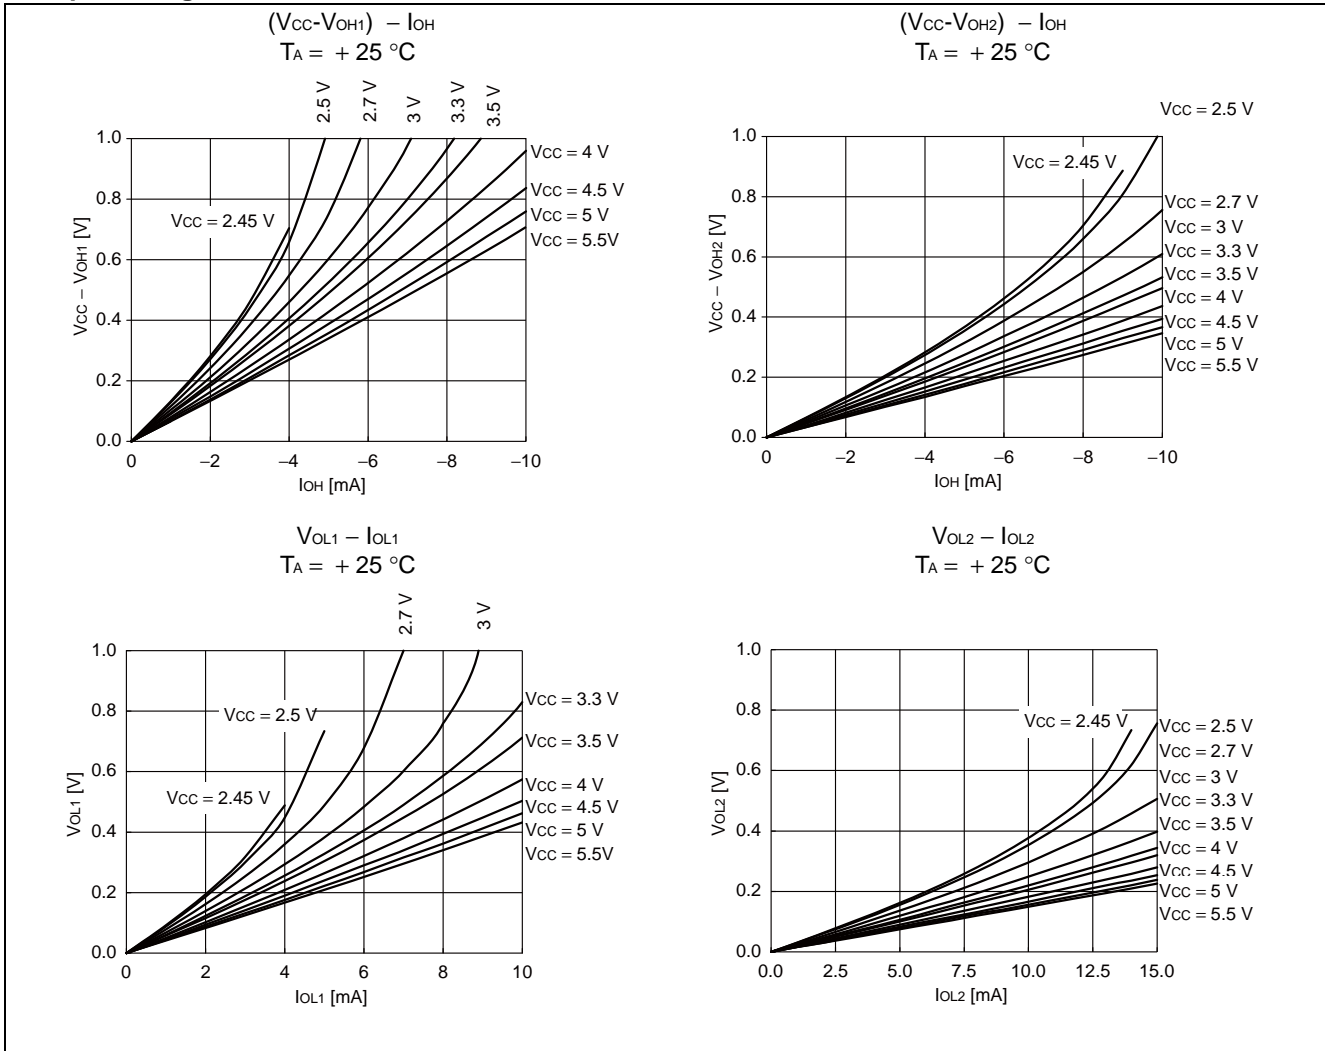 (VCC-VOH1) – IOH
TA = + 25 °C
2.5 V
2.7 V
3 V
3.3 V
3.5 V
1.0
0.8
0.6
0.4
0.2
0.0
VCC – VOH1 [V]
VCC = 2.45 V
VCC = 4 V
VCC = 4.5 V
VCC = 5 V
VCC = 5.5V
0
–2
–4
–6
–8
–10
IOH [mA]
(VCC-VOH2) – IOH
TA = + 25 °C
VCC = 2.5 V
1.0
0.8
0.6
0.4
0.2
0.0
VCC – VOH2 [V]
VCC = 2.45 V
VCC = 2.7 V
VCC = 3 V
VCC = 3.3 V
VCC = 3.5 V
VCC = 4 V
VCC = 4.5 V
VCC = 5 V
VCC = 5.5 V
0
–2
–4
–6
–8
–10
IOH [mA]
VOL1 – IOL1
TA = + 25 °C
2.7 V
3 V
1.0
0.8
0.6
0.4
0.2
0.0
VOL1 [V]
VCC = 2.5 V
VCC = 2.45 V
VCC = 3.3 V
VCC = 3.5 V
VCC = 4 V
VCC = 4.5 V
VCC = 5 V
VCC = 5.5V
0
2
4
6
8
10
IOL1 [mA]
VOL2 – IOL2
TA = + 25 °C
1.0
0.8
0.6
0.4
0.2
0.0
VOL2 [V]
VCC = 2.45 V
VCC = 2.5 V
VCC = 2.7 V
VCC = 3 V
VCC = 3.3 V
VCC = 3.5 V
VCC = 4 V
VCC = 4.5 V
VCC = 5 V
VCC = 5.5 V
0.0
2.5
5.0
7.5
10.0
12.5
15.0
IOL2 [mA]